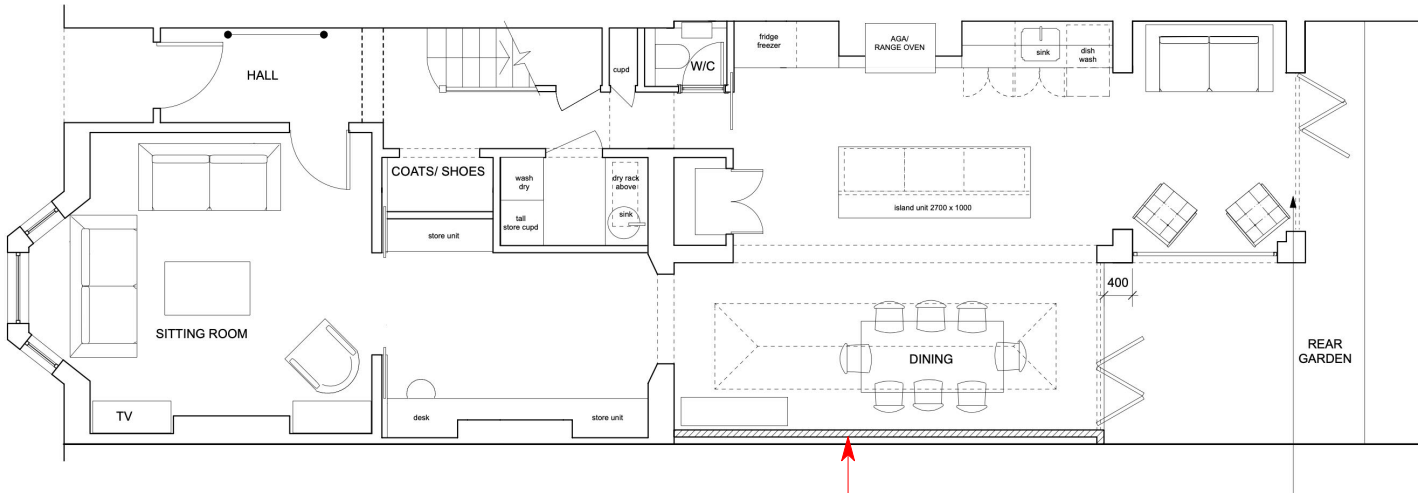 HALL
cupd
W/C
fridge
freezer
AGA/
RANGE OVEN
sink
dish
wash
COATS/ SHOES
wash
dry
tall
store cupd
dry rack
above
sink
store unit
island unit 2700 x 1000
400
SITTING ROOM
DINING
REAR
GARDEN
TV
desk
store unit